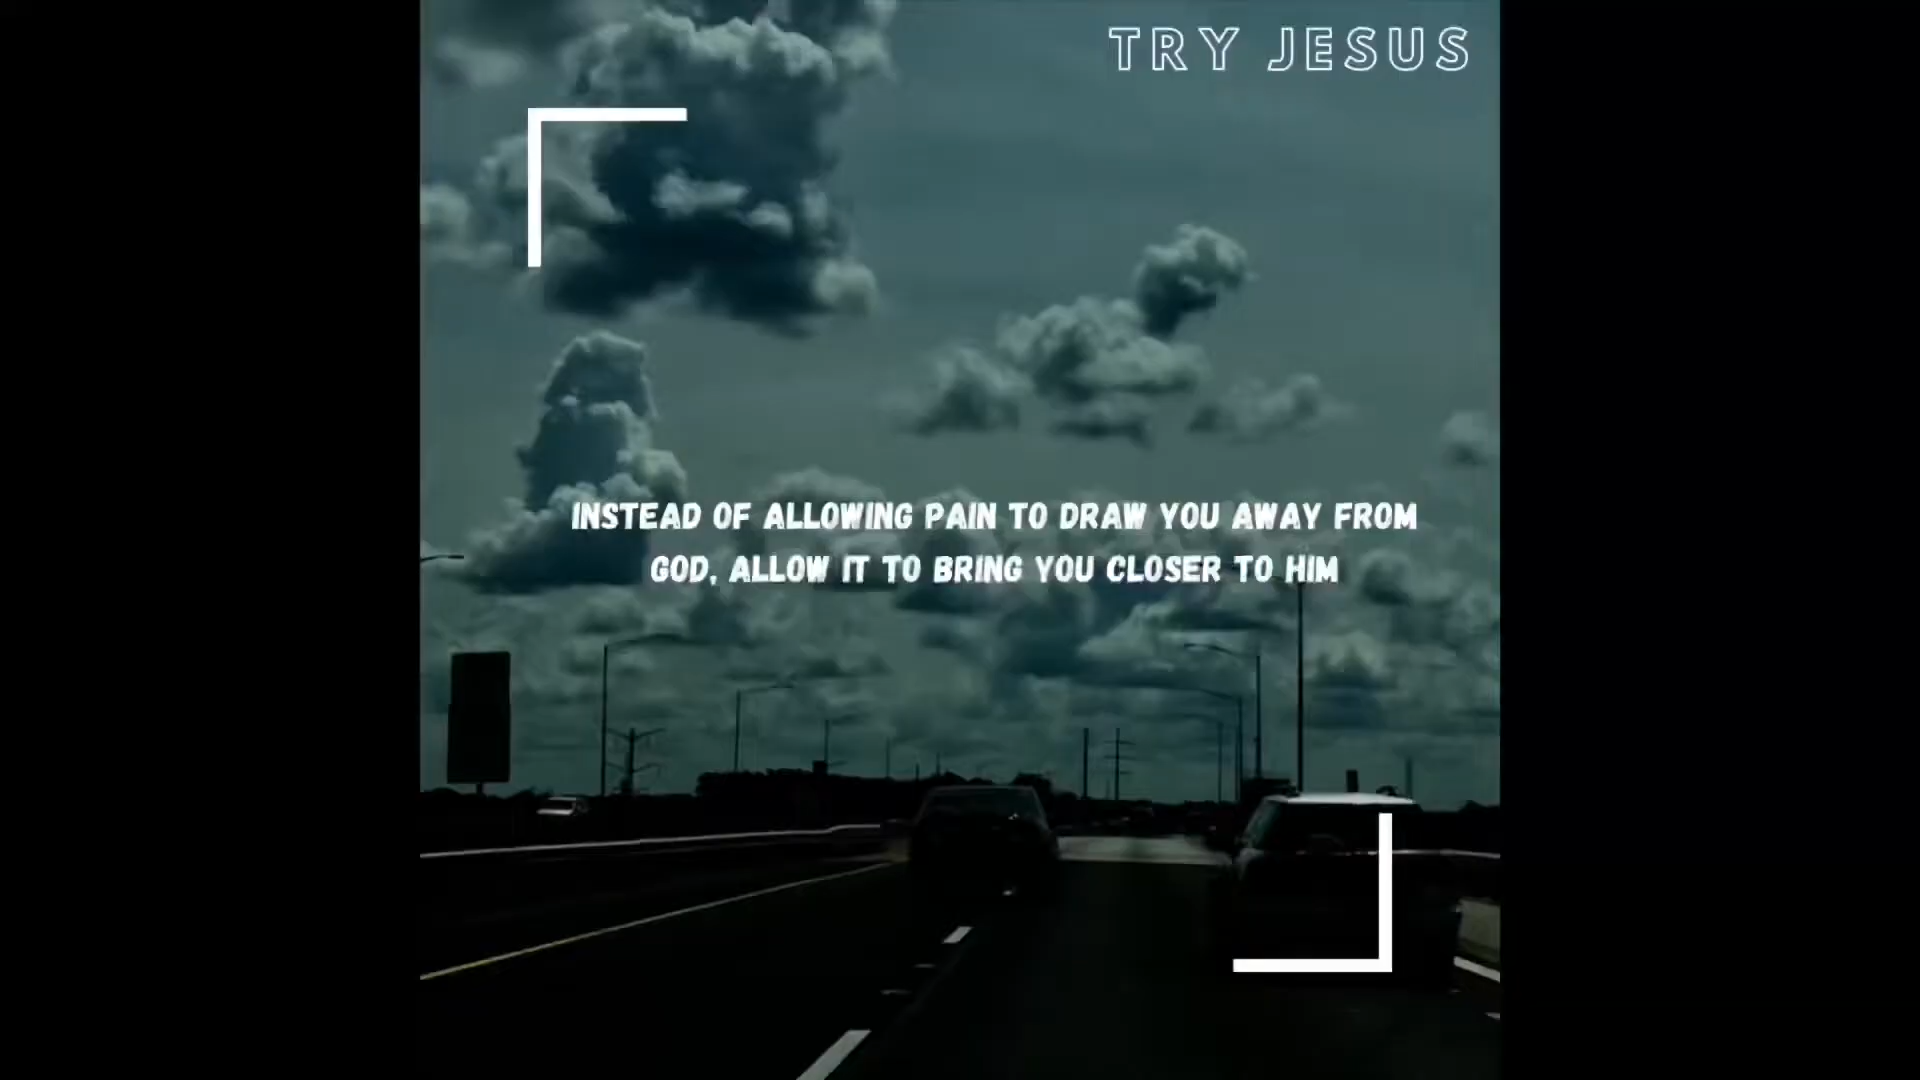 TRY JESUS
INSTEAD OF ALLOWING PAIN TO DRAW YOU AWAY FROM
GOD, ALLOW IT TO BRING YOU CLOSER TO HIM